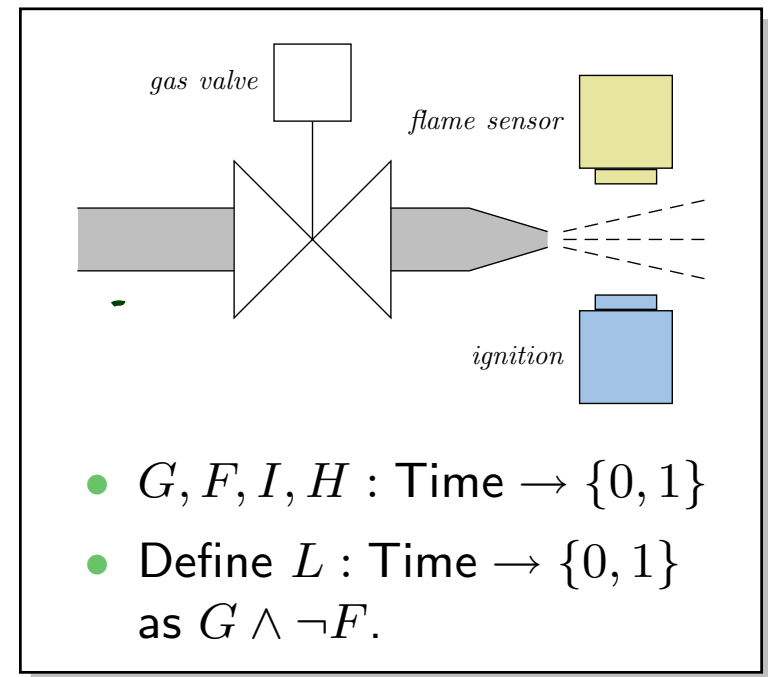 gas valve
flame sensor
ignition
• G, F, I, H : Time → {0, 1}
• Define L : Time → {0, 1}
as G ∧ ¬F.